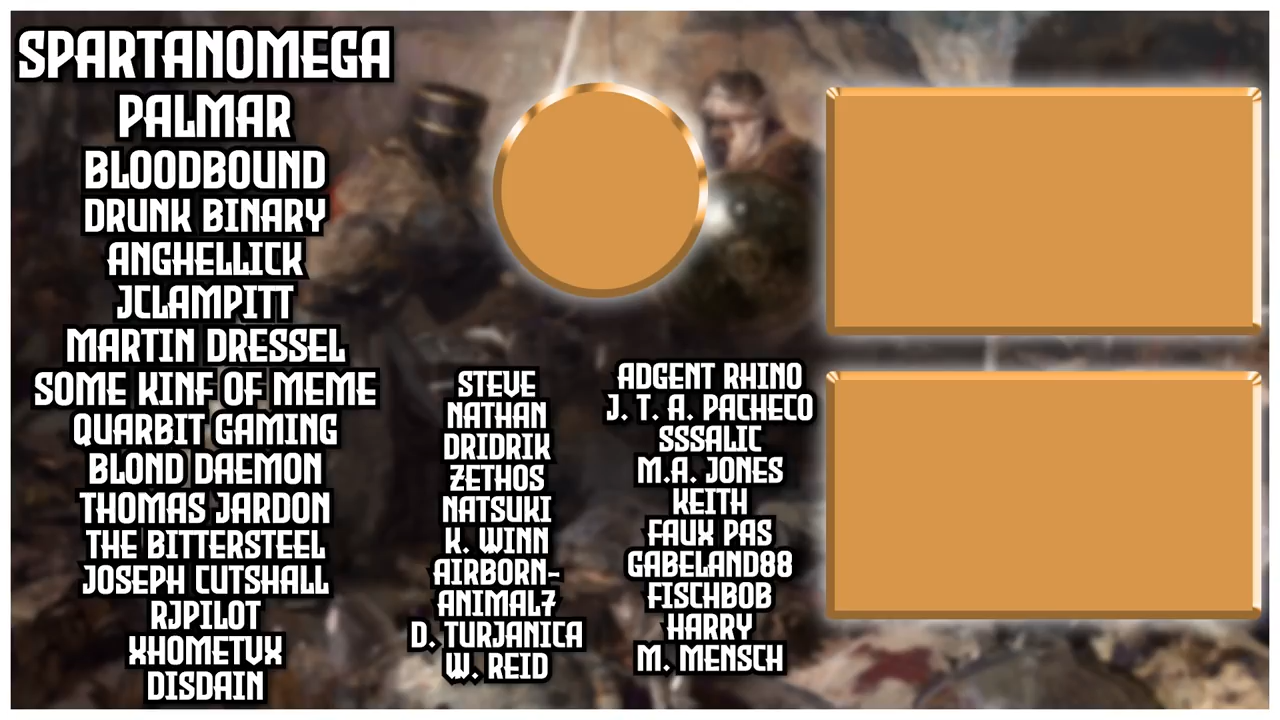 SPARTANOMEGA
PALMAR
BLOODBOUND
DRUNK BINARY
ANGHELLICK
JCLAMPITT
MARTIN DRESSEL
SOME KINF OF MEME
QUARBIT GAMING
BLOND DAEMON
THOMAS JARDON
THE BITTERSTEEL
JOSEPH CUTSHALL
RJPILOT
XHOMETVX
DISDAIN
STEVE
NATHAN
DRIDRIK
ZETHOS
NATSUKI
K. WINN
AIRBORN-
ANIMAL7
D. TURJANICA
W. REID
ADGENT RHINO
J. T. A. PACHECO
SSSALIC
M.A. JONES
KEITH
FAUX PAS
GABELAND88
FISCHBOB
HARRY
M. MENSCH